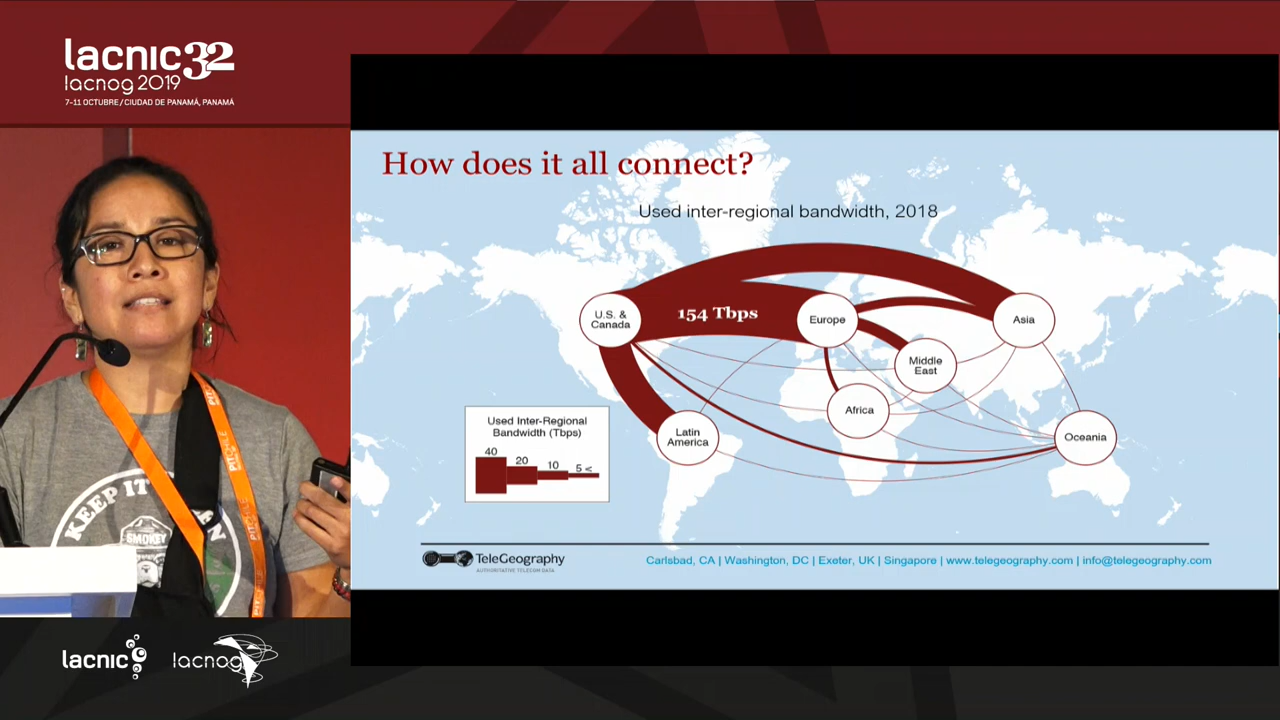 lacnic32
lacnog 2019
7-11 OCTUBRE / CIUDAD DE PANAMÁ, PANAMÁ
How does it all connect?
Used inter-regional bandwidth, 2018
U.S. &
Canada
154 Tbps
Europe
Asia
Middle
East
Africa
Latin
America
Oceania
Used Inter-Regional
Bandwidth (Tbps)
40
20
10
5 <
TeleGeography
AUTHORITATIVE TELECOM DATA
Carlsbad, CA | Washington, DC | Exeter, UK | Singapore | www.telegeography.com | info@telegeography.com
KEEP IT
SMOKEY
lacnic
lacnog